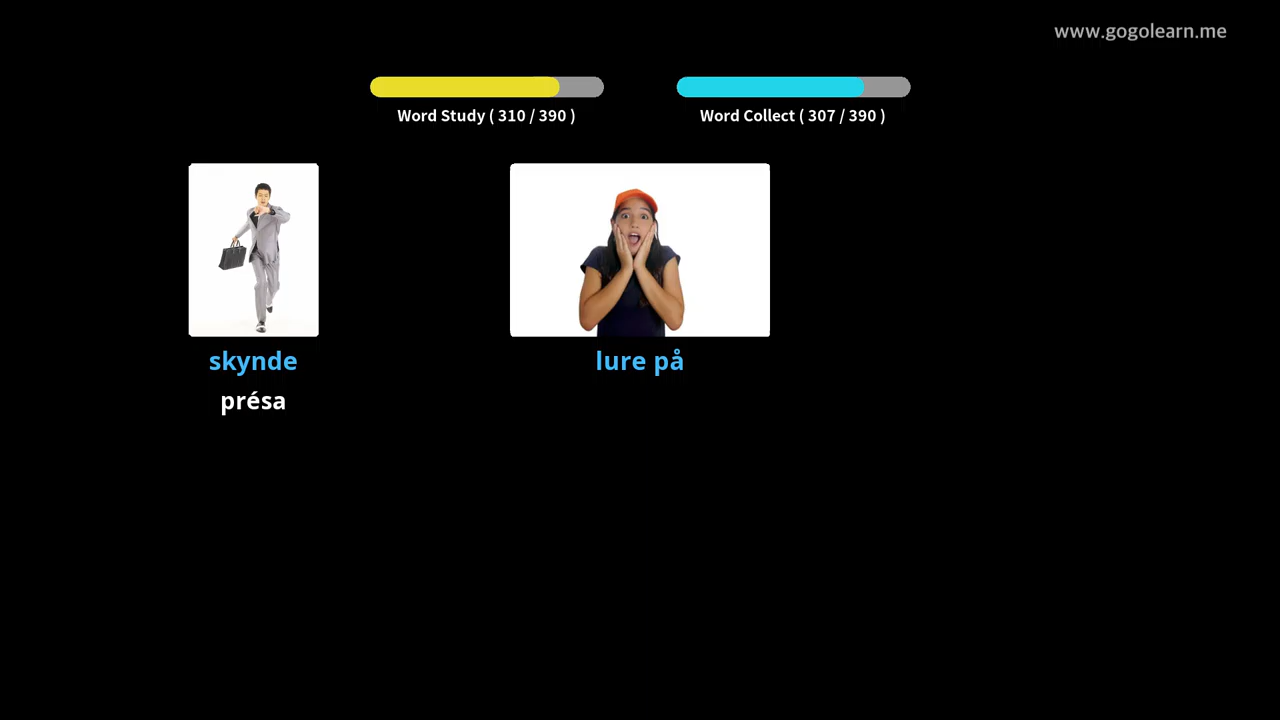 www.gogolearn.me
Word Study ( 310 / 390 )
Word Collect ( 307 / 390 )
skynde
lure på
présa